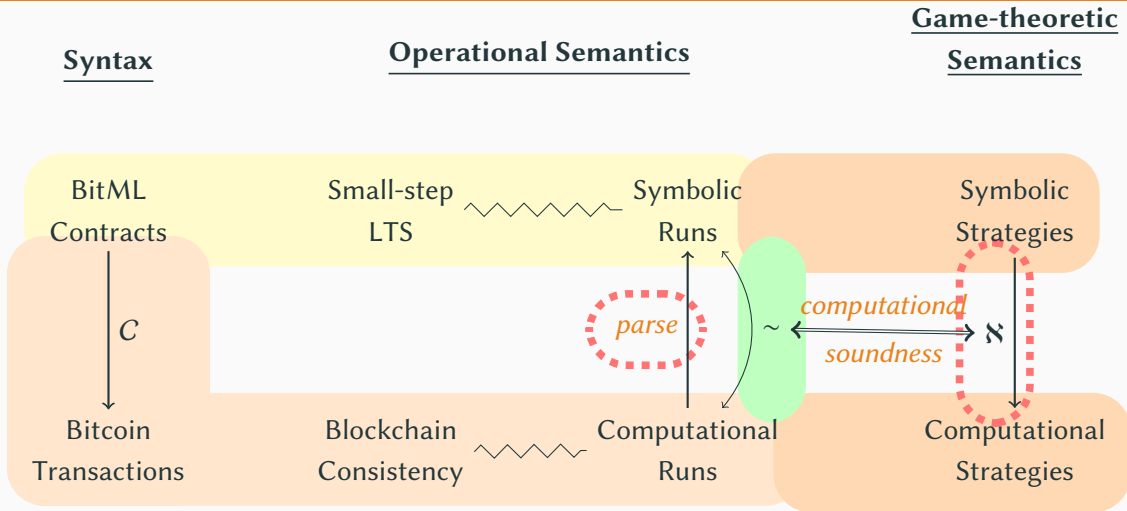 Syntax
Operational Semantics
Game-theoretic
Semantics
BitML
Contracts
Small-step
LTS
Symbolic
Runs
Symbolic
Strategies
C
parse
~
computational
soundness
ℵ
Bitcoin
Transactions
Blockchain
Consistency
Computational
Runs
Computational
Strategies